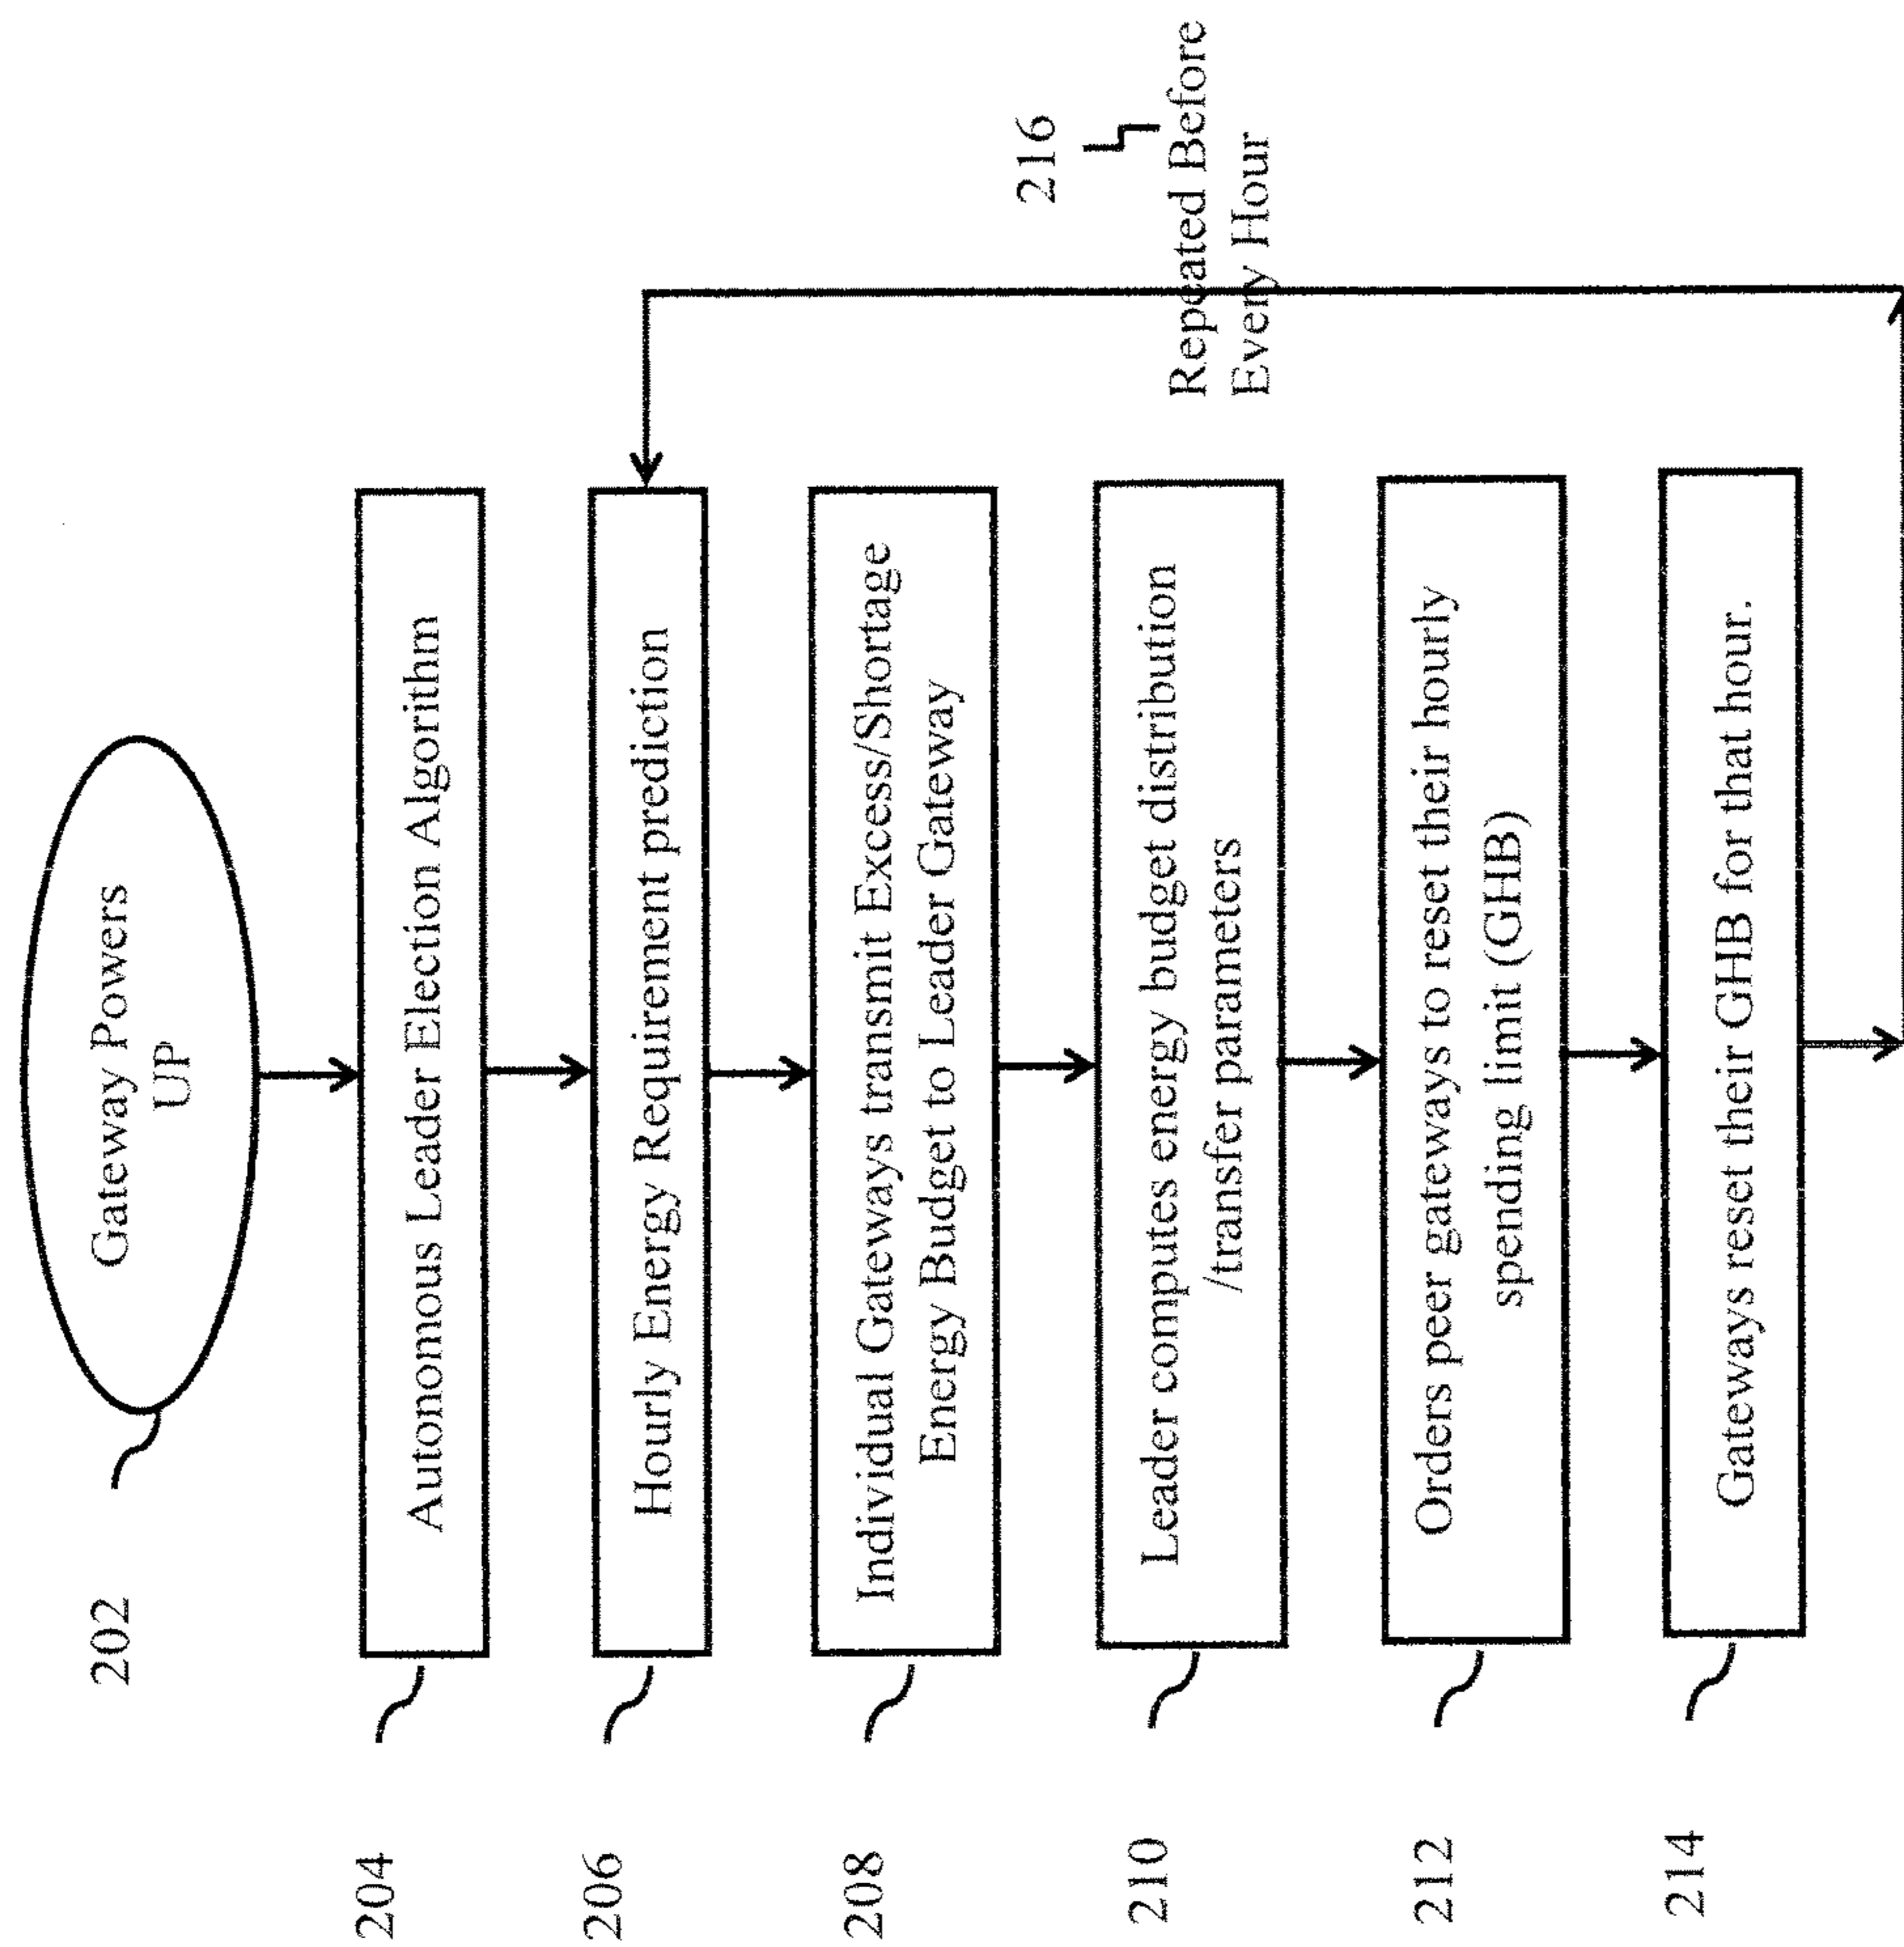 202
Gateway Powers
UP
204
Autonomous Leader Election Algorithm
206
Hourly Energy Requirement prediction
208
Individual Gateways transmit Excess/Shortage
Energy Budget to Leader Gateway
210
Leader computes energy budget distribution
/transfer parameters
212
Orders peer gateways to reset their hourly
spending limit (GHB)
214
Gateways reset their GHB for that hour.
216
Repeated Before
Every Hour